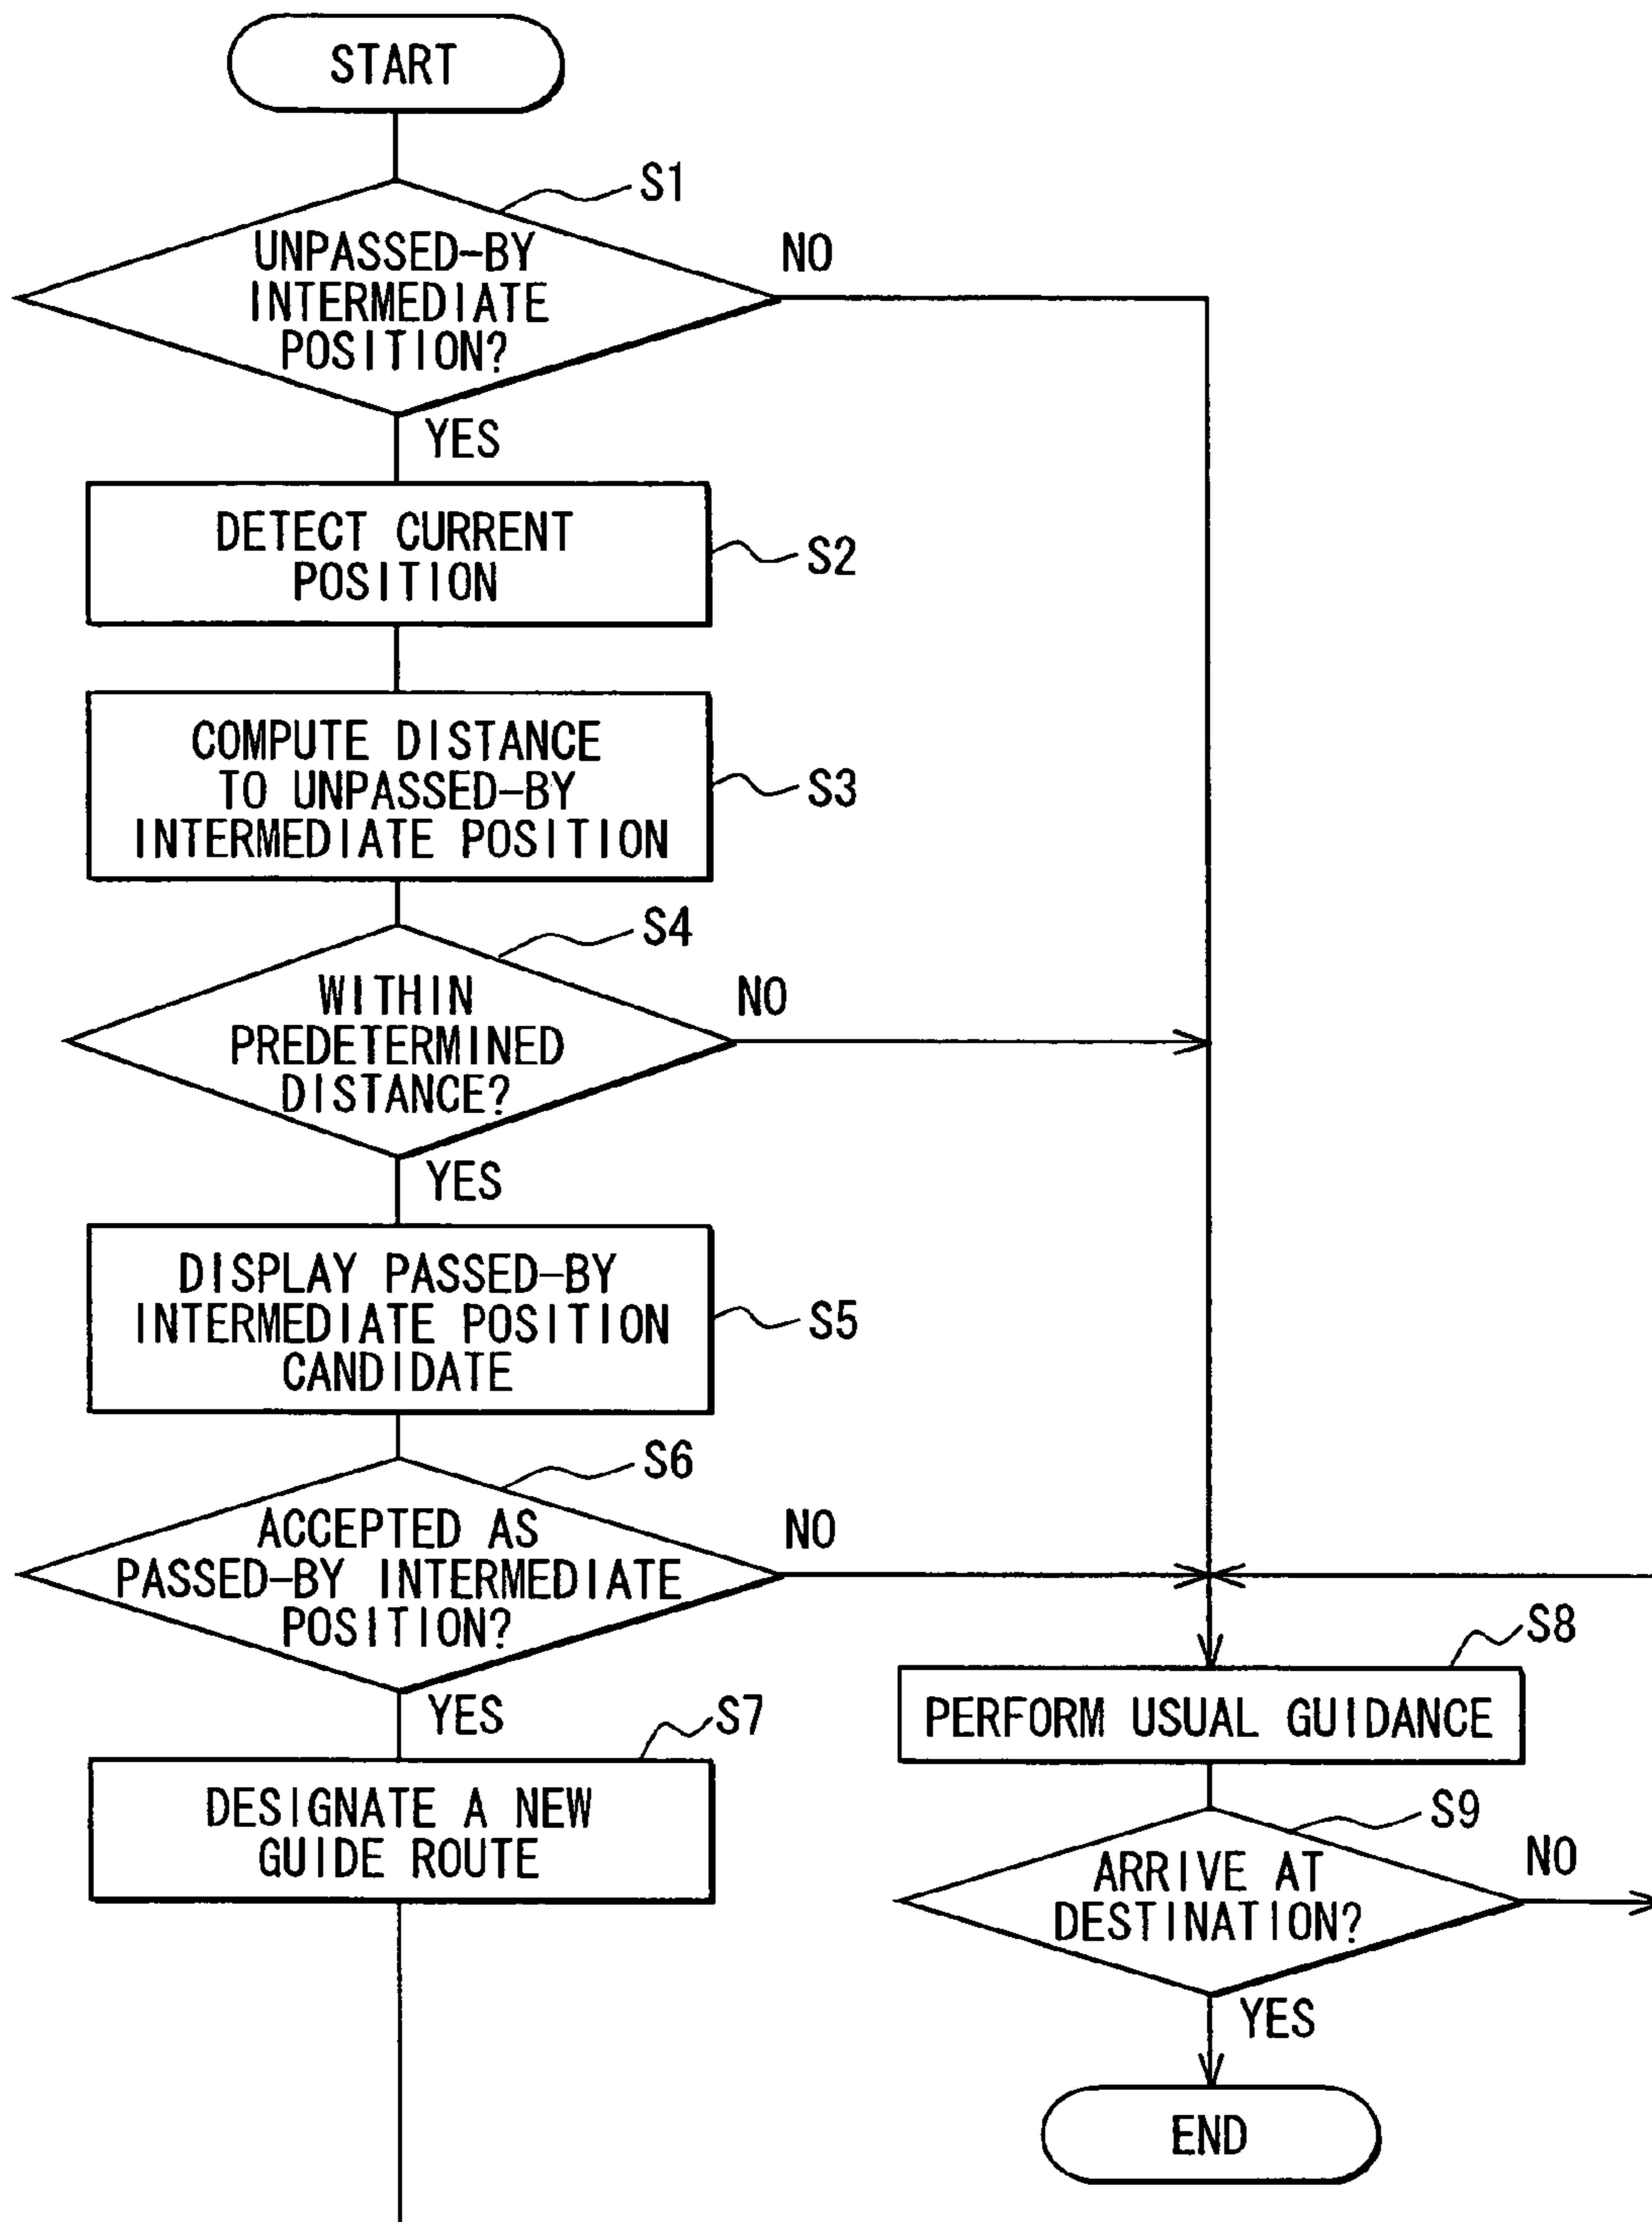 START
S1
UNPASSED-BY
INTERMEDIATE
POSITION?
NO
YES
DETECT CURRENT
POSITION
S2
COMPUTE DISTANCE
TO UNPASSED-BY
INTERMEDIATE POSITION
S3
S4
WITHIN
PREDETERMINED
DISTANCE?
NO
YES
DISPLAY PASSED-BY
INTERMEDIATE POSITION
CANDIDATE
S5
S6
ACCEPTED AS
PASSED-BY INTERMEDIATE
POSITION?
NO
YES
S7
DESIGNATE A NEW
GUIDE ROUTE
S8
PERFORM USUAL GUIDANCE
S9
ARRIVE AT
DESTINATION?
NO
YES
END